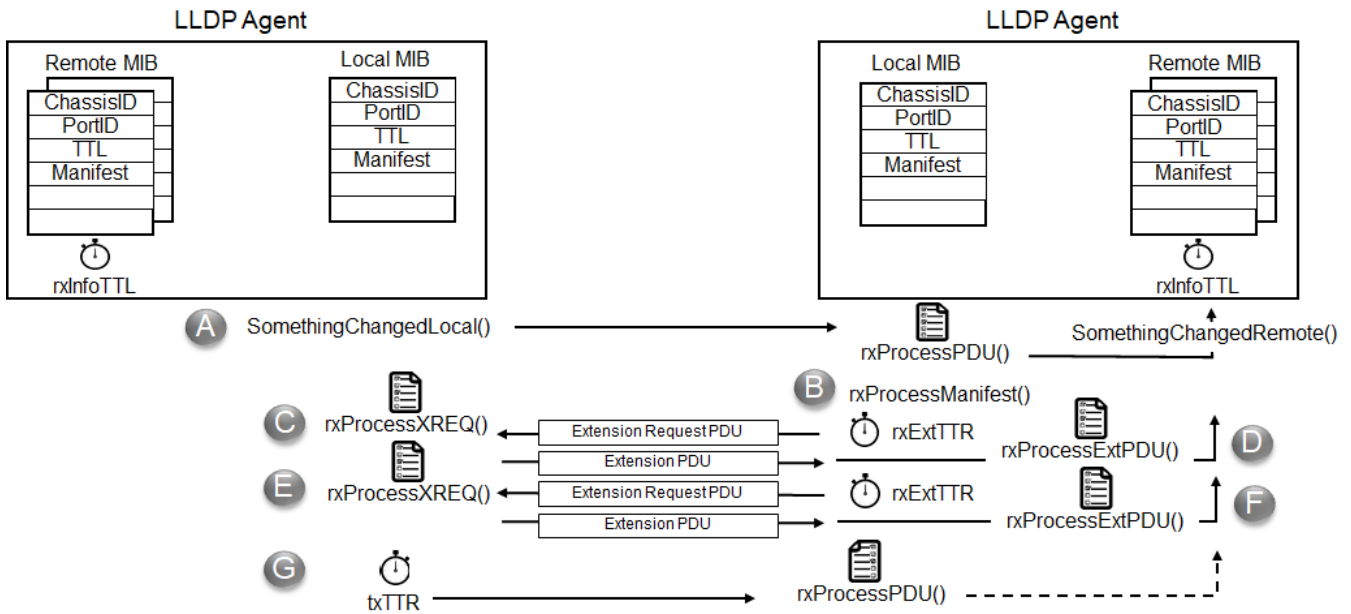 LLDP Agent
LLDP Agent
Remote MIB
Local MIB
Local MIB
Remote MIB
ChassisID
PortID
TTL
Manifest
ChassisID
PortID
TTL
Manifest
ChassisID
PortID
TTL
Manifest
ChassisID
PortID
TTL
Manifest
rxInfoTTL
rxInfoTTL
A SomethingChangedLocal()
rxProcessPDU()
SomethingChangedRemote()
B rxProcessManifest()
C rxProcessXREQ()
Extension Request PDU
rxExtTTR
rxProcessExtPDU()
D
Extension PDU
E rxProcessXREQ()
Extension Request PDU
rxExtTTR
rxProcessExtPDU()
F
Extension PDU
G
txTTR
rxProcessPDU()